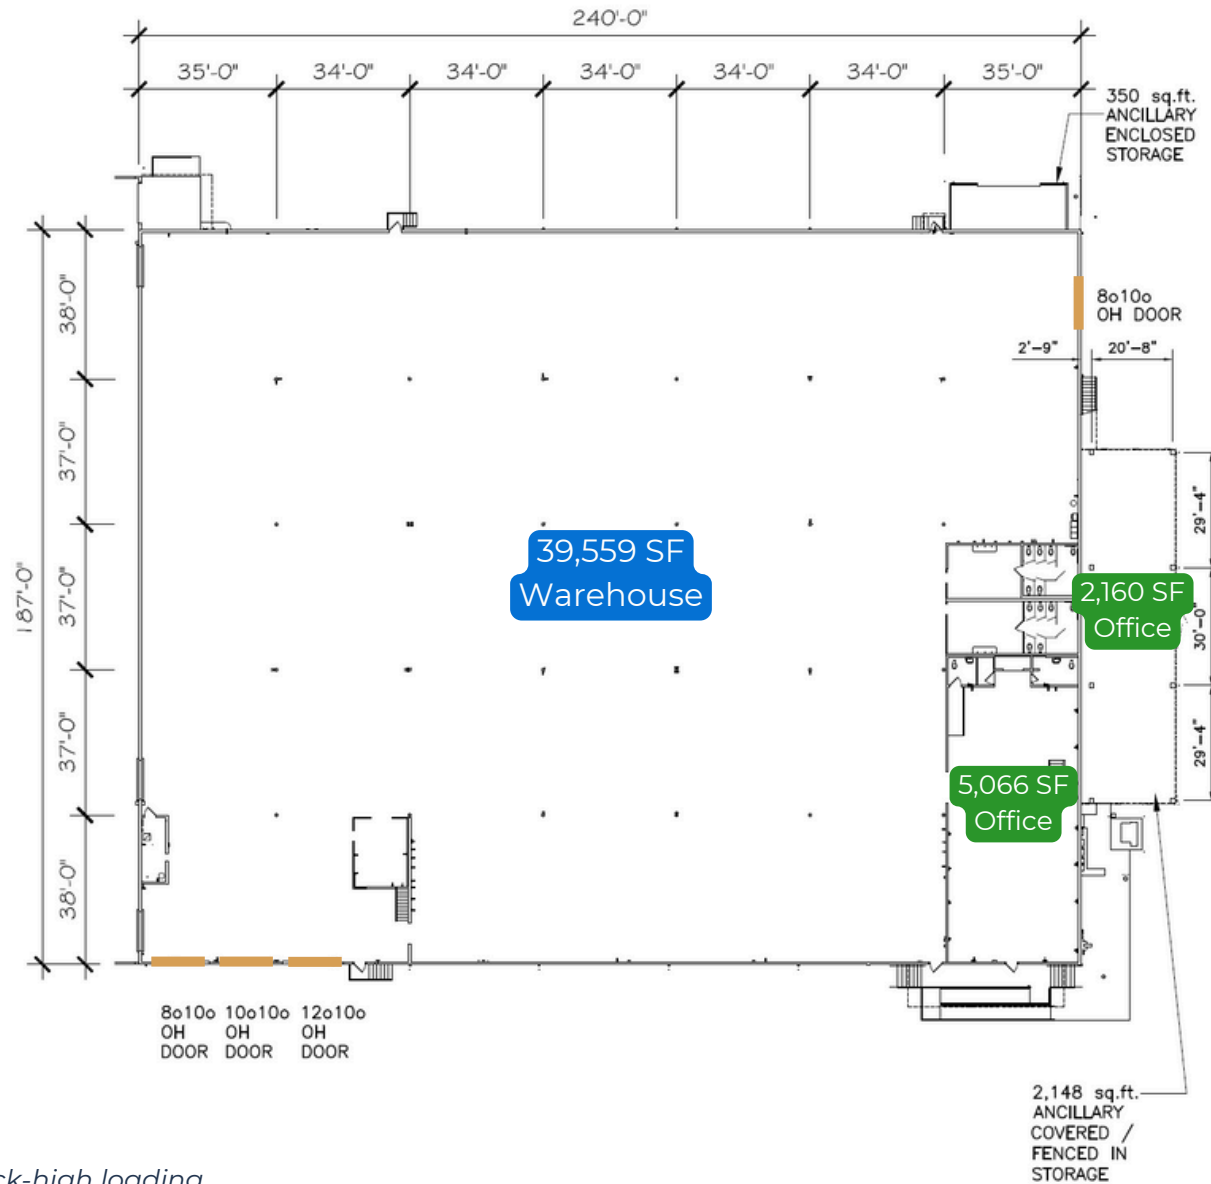 240'-0"
35'-0" 34'-0" 34'-0" 34'-0" 34'-0" 34'-0" 35'-0"
350 sq.ft.
ANCILLARY
ENCLOSED
STORAGE
38'-0"
37'-0"
37'-0"
37'-0"
38'-0"
187'-0"
8o10o
OH DOOR
2'-9" 20'-8"
29'-4"
30'-0
29'-4"
39,559 SF
Warehouse
2,160 SF
Office
5,066 SF
Office
8o10o
OH
DOOR
10o10o
OH
DOOR
12o10o
OH
DOOR
2,148 sq.ft.
ANCILLARY
COVERED /
FENCED IN
STORAGE
ck-high loading